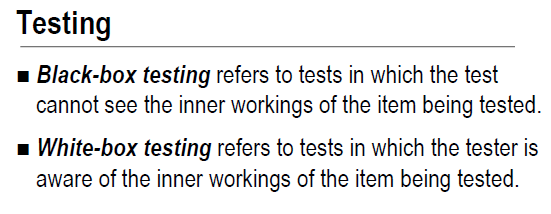 Testing
■ Black-box testing refers to tests in which the test
cannot see the inner workings of the item being tested.
■ White-box testing refers to tests in which the tester is
aware of the inner workings of the item being tested.